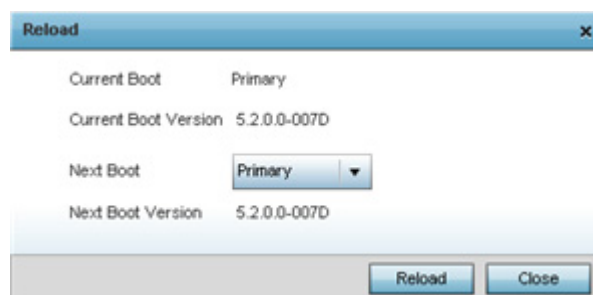 Reload
Current Boot Primary
Current Boot Version 5.2.0.0-007D
Next Boot Primary
Next Boot Version 5.2.0.0-007D
Reload Close